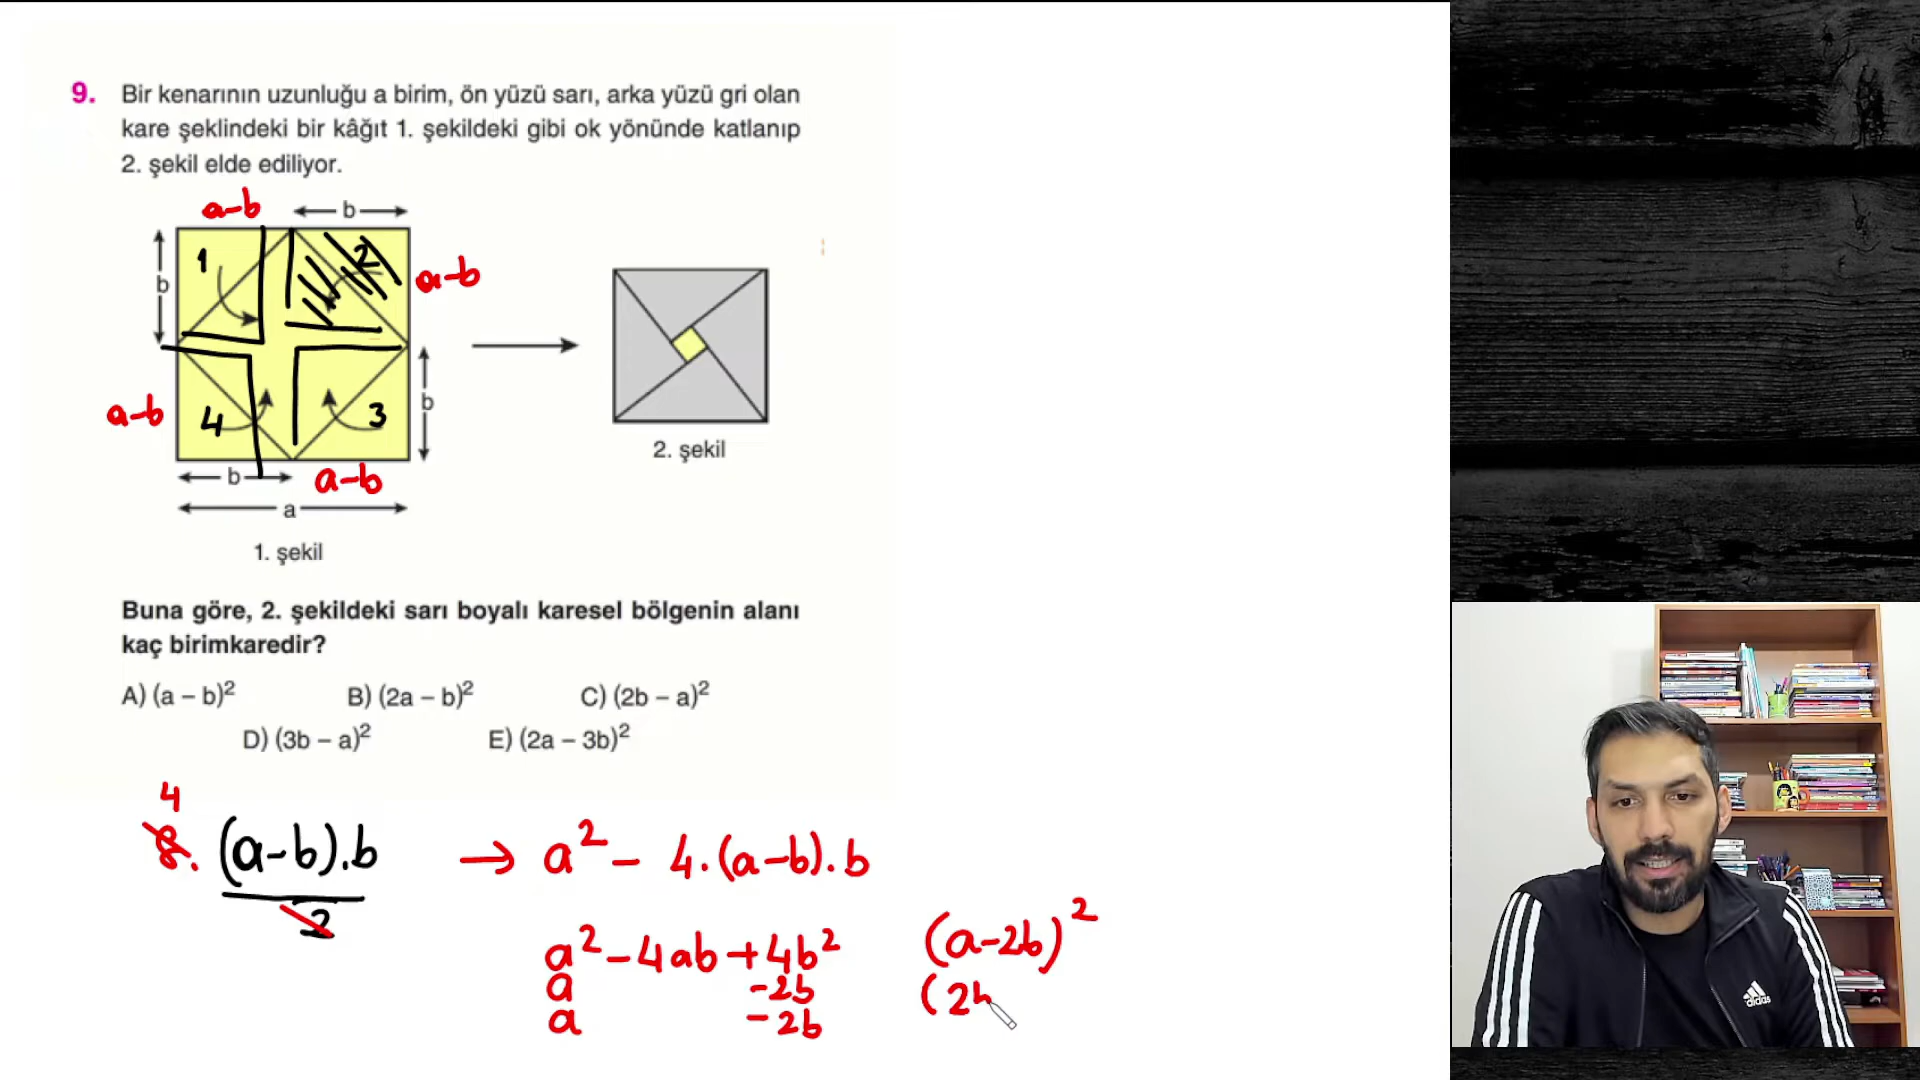 9. Bir kenarının uzunluğu a birim, ön yüzü sarı, arka yüzü gri olan
kare şeklindeki bir kâğıt 1. şekildeki gibi ok yönünde katlanıp
2. şekil elde ediliyor.
a-b
b
1
2
b
a-b
a-b
4
3
b
b
a-b
a
1. şekil
2. şekil
Buna göre, 2. şekildeki sarı boyalı karesel bölgenin alanı
kaç birimkaredir?
A) (a – b)² B) (2a – b)² C) (2b – a)²
D) (3b – a)² E) (2a – 3b)²
4
8. (a-b).b
2
→ a² - 4.(a-b).b
a² - 4ab + 4b²
a -2b
a -2b
(a-2b)²
(2b
adidas